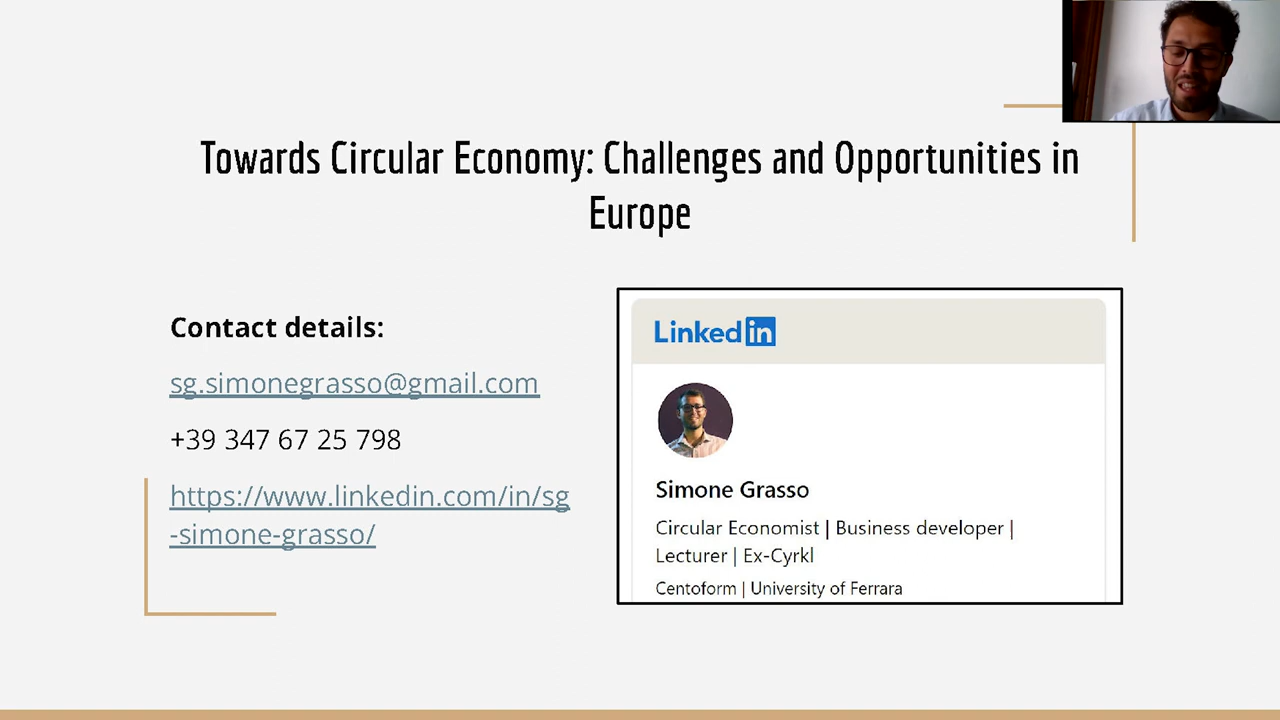 Towards Circular Economy: Challenges and Opportunities in
Europe
Contact details:
sg.simonegrasso@gmail.com
+39 347 67 25 798
https://www.linkedin.com/in/sg
-simone-grasso/
Linkedin
Simone Grasso
Circular Economist | Business developer |
Lecturer | Ex-Cyrkl
Centoform | University of Ferrara